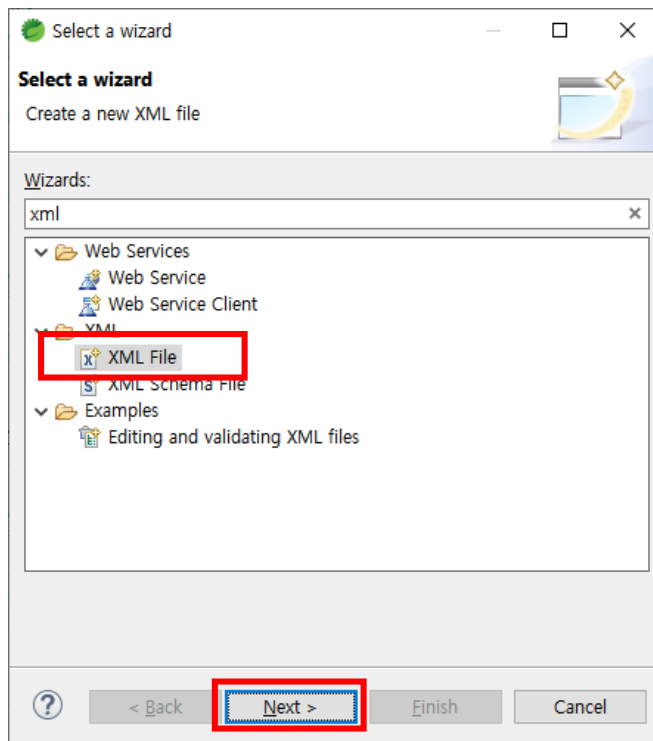 Select a wizard
Select a wizard
Create a new XML file
Wizards:
xml
Web Services
Web Service
Web Service Client
XML
XML File
XML Schema File
Examples
Editing and validating XML files
< Back Next > Finish Cancel